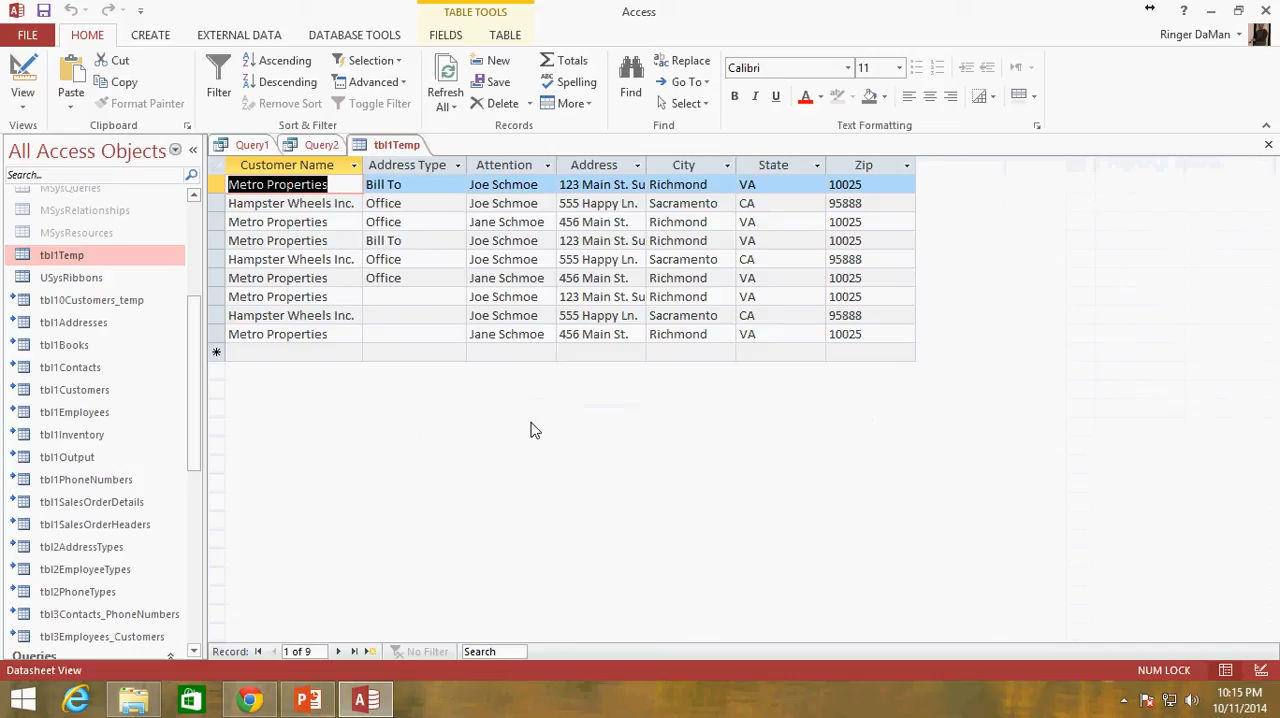 TABLE TOOLS
Access
Ringer DaMan
FILE
HOME
CREATE
EXTERNAL DATA
DATABASE TOOLS
FIELDS
TABLE
View
Views
Paste
Cut
Copy
Format Painter
Clipboard
Filter
Ascending
Descending
Remove Sort
Selection
Advanced
Toggle Filter
Sort & Filter
Refresh
All
New
Save
Delete
Totals
Spelling
More
Records
Find
Replace
Go To
Select
Find
Calibri
11
B I U A
Text Formatting
All Access Objects
Search...
MSysQueries
MSysRelationships
MSysResources
tbl1Temp
USysRibbons
tbl10Customers_temp
tbl1Addresses
tbl1Books
tbl1Contacts
tbl1Customers
tbl1Employees
tbl1Inventory
tbl1Output
tbl1PhoneNumbers
tbl1SalesOrderDetails
tbl1SalesOrderHeaders
tbl2AddressTypes
tbl2EmployeeTypes
tbl2PhoneTypes
tbl3Contacts_PhoneNumbers
tbl3Employees_Customers
Queries
Query1 Query2 tbl1Temp
Customer Name Address Type Attention Address City State Zip
Metro Properties Bill To Joe Schmoe 123 Main St. Su Richmond VA 10025
Hampster Wheels Inc. Office Joe Schmoe 555 Happy Ln. Sacramento CA 95888
Metro Properties Office Jane Schmoe 456 Main St. Richmond VA 10025
Metro Properties Bill To Joe Schmoe 123 Main St. Su Richmond VA 10025
Hampster Wheels Inc. Office Joe Schmoe 555 Happy Ln. Sacramento CA 95888
Metro Properties Office Jane Schmoe 456 Main St. Richmond VA 10025
Metro Properties Joe Schmoe 123 Main St. Su Richmond VA 10025
Hampster Wheels Inc. Joe Schmoe 555 Happy Ln. Sacramento CA 95888
Metro Properties Jane Schmoe 456 Main St. Richmond VA 10025
Record: 1 of 9 No Filter Search
Datasheet View
NUM LOCK
10:15 PM
10/11/2014